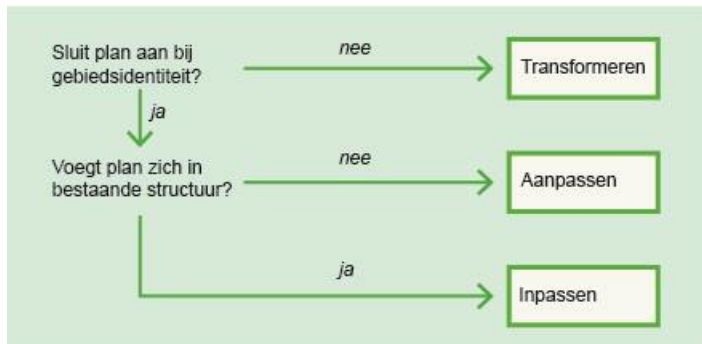 Sluit plan aan bij
gebiedsidentiteit?
nee
Transformeren
ja
Voegt plan zich in
bestaande structuur?
nee
Aanpassen
ja
Inpassen